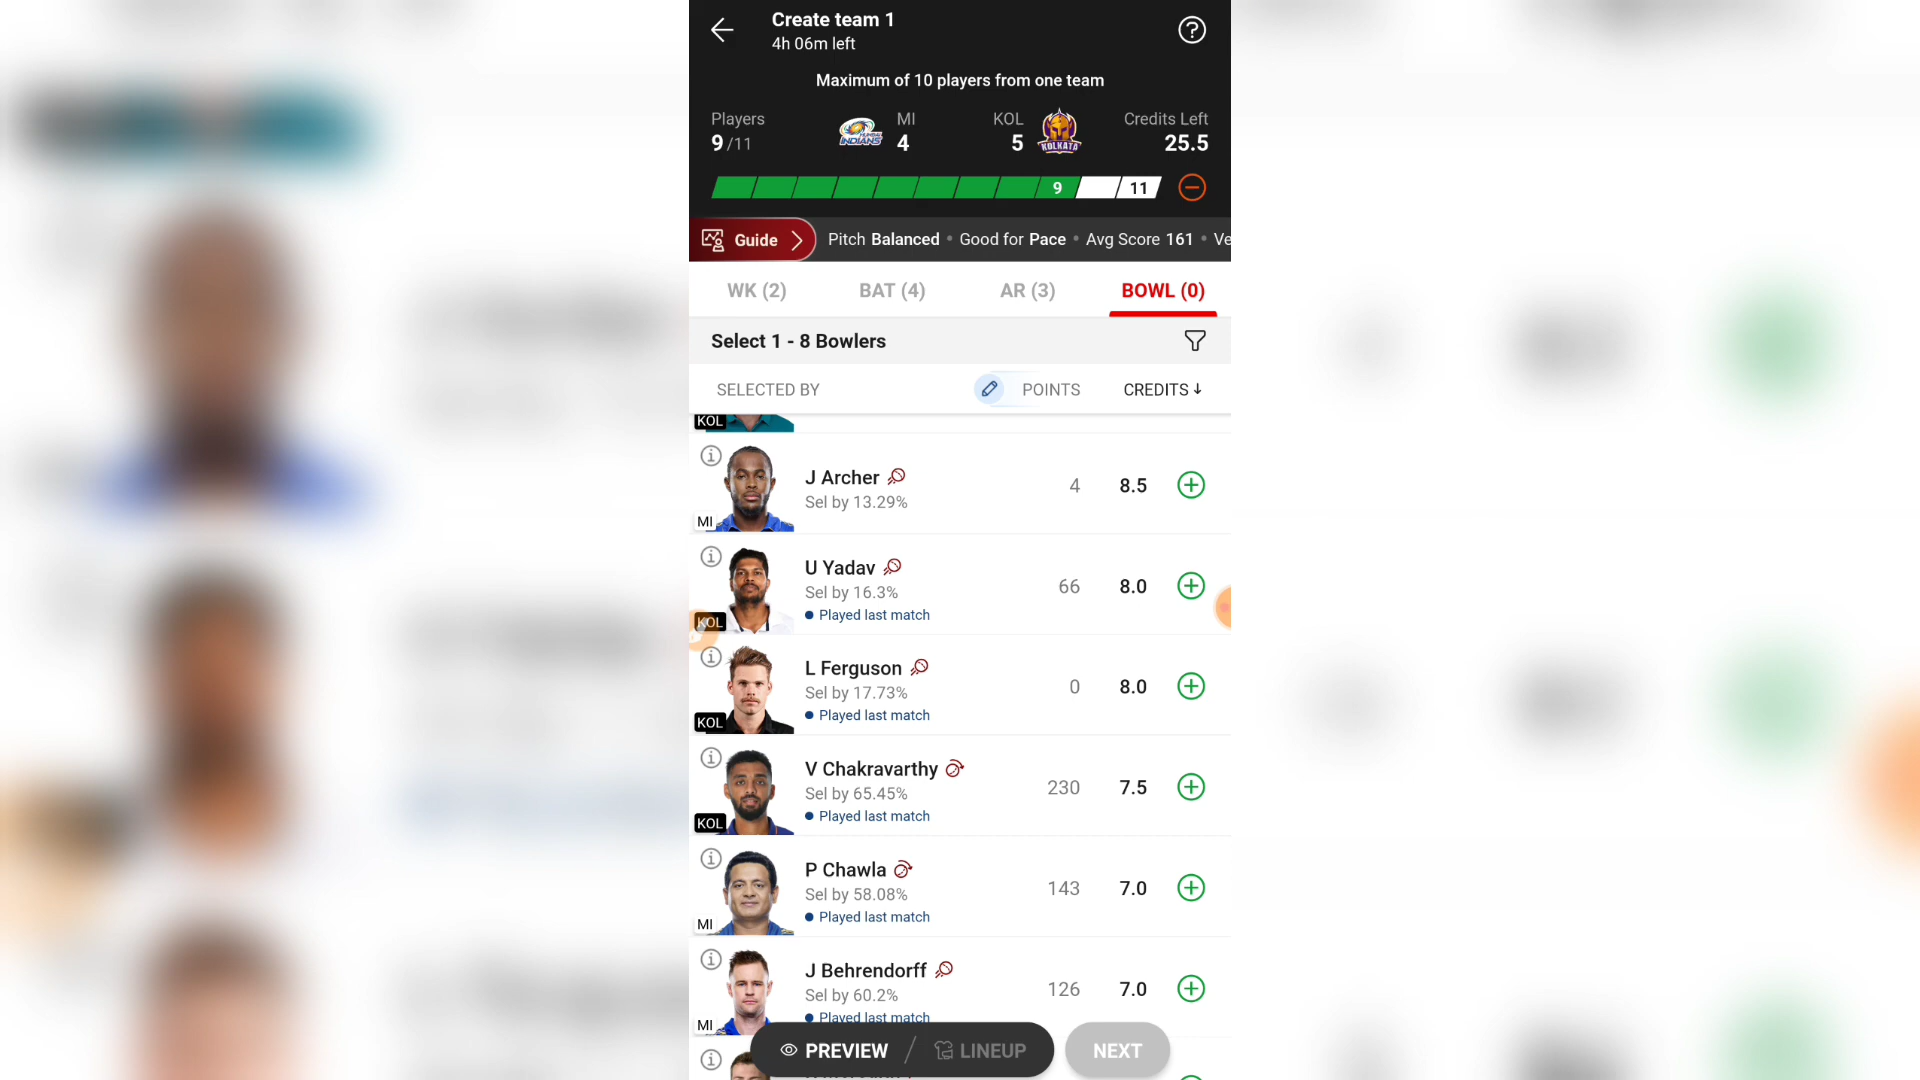 Create team 1
4h 06m left
Maximum of 10 players from one team
Players
9 /11
MUMBAI INDIANS
MI
4
KOL
5
KOLKATA
Credits Left
25.5
9
11
Guide
Pitch Balanced • Good for Pace • Avg Score 161 • Ve
WK (2)
BAT (4)
AR (3)
BOWL (0)
Select 1 - 8 Bowlers
SELECTED BY
POINTS
CREDITS ↓
KOL
J Archer
Sel by 13.29%
4
8.5
MI
U Yadav
Sel by 16.3%
Played last match
66
8.0
KOL
L Ferguson
Sel by 17.73%
Played last match
0
8.0
KOL
V Chakravarthy
Sel by 65.45%
Played last match
230
7.5
KOL
P Chawla
Sel by 58.08%
Played last match
143
7.0
MI
J Behrendorff
Sel by 60.2%
Played last match
126
7.0
MI
PREVIEW / LINEUP
NEXT